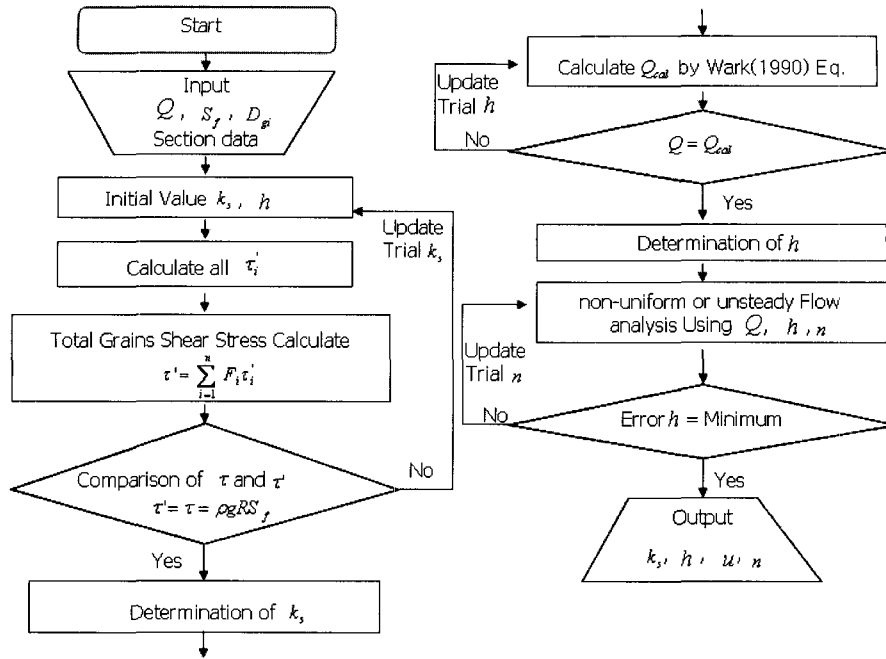 Start
Input
Q, S_f, D_gi
Section data
Initial Value k_s, h
Update
Trial k_s
Calculate all τ_i'
Total Grains Shear Stress Calculate
τ' = Σ_{i=1}^{n} F_i τ_i'
Comparison of τ and τ'
τ' = τ = ρgRS_f
No
Yes
Determination of k_s
Calculate Q_cal by Wark(1990) Eq.
Update
Trial h
No
Q = Q_cal
Yes
Determination of h
non-uniform or unsteady Flow
analysis Using Q, h, n
Update
Trial n
No
Error h = Minimum
Yes
Output
k_s, h, u, n